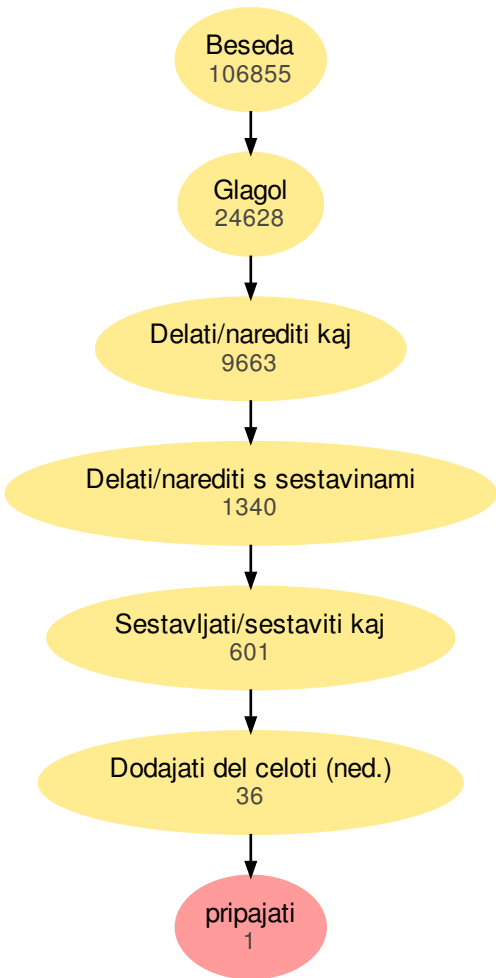 Beseda
106855
Glagol
24628
Delati/narediti kaj
9663
Delati/narediti s sestavinami
1340
Sestavljati/sestaviti kaj
601
Dodajati del celoti (ned.)
36
pripajati
1